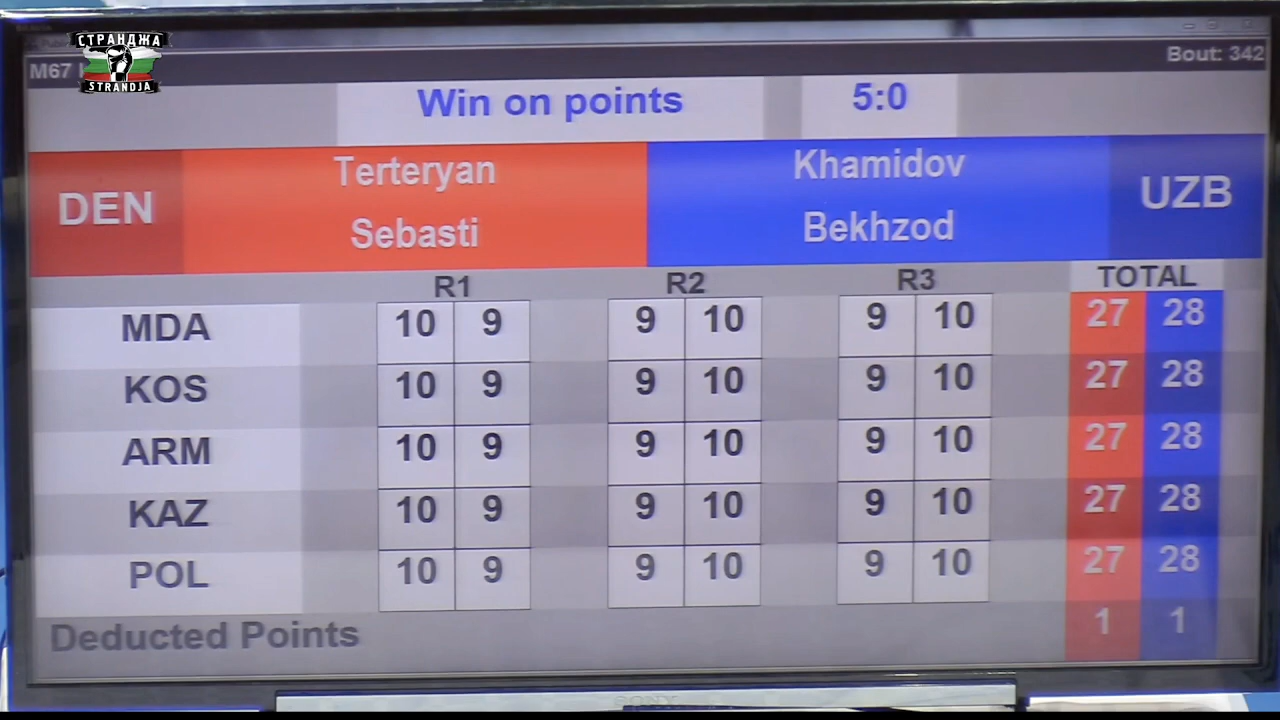 СТРАНДЖА
STRANDJA
M67
Bout: 342
Win on points 5:0
DEN Terteryan Sebasti Khamidov Bekhzod UZB
R1 R2 R3 TOTAL
MDA 10 9 9 10 9 10 27 28
KOS 10 9 9 10 9 10 27 28
ARM 10 9 9 10 9 10 27 28
KAZ 10 9 9 10 9 10 27 28
POL 10 9 9 10 9 10 27 28
Deducted Points 1 1
SONY